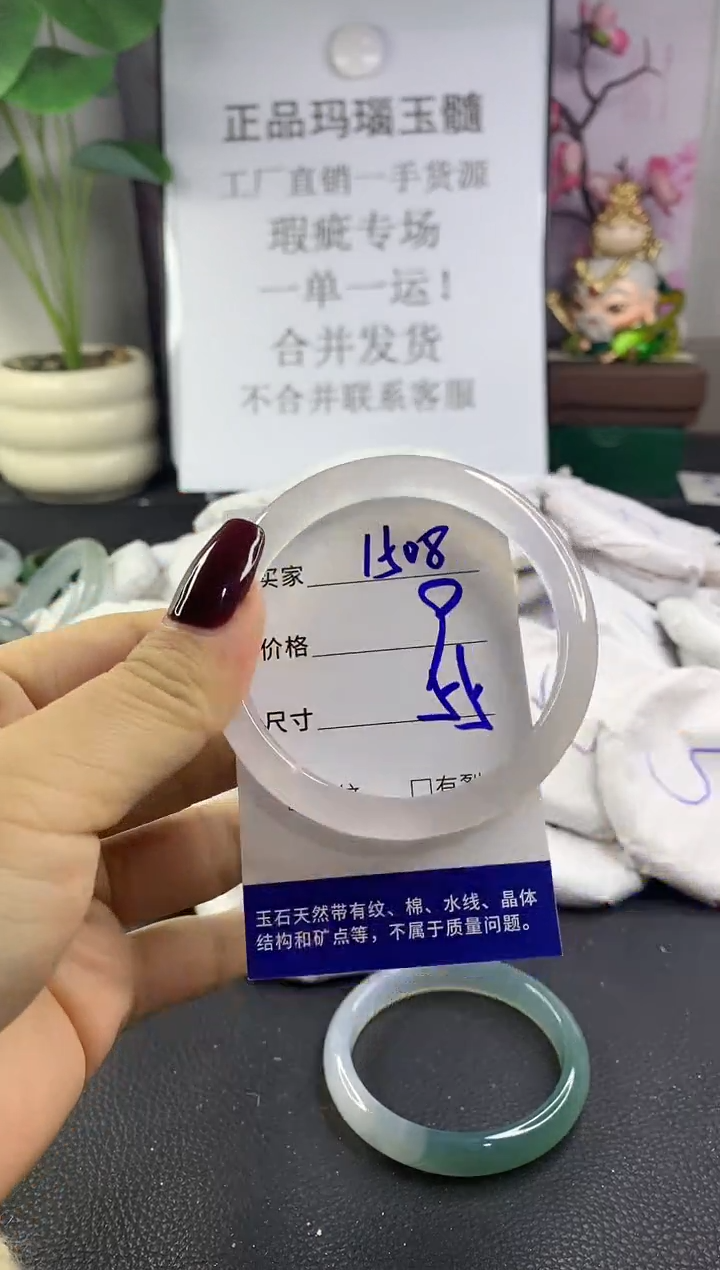 正品玛瑙玉髓
工厂直销一手货源
瑕疵专场
一单一运！
合并发货
不合并联系客服
买家 1508
价格
尺寸
□有列
玉石天然带有纹、棉、水线、晶体
结构和矿点等，不属于质量问题。